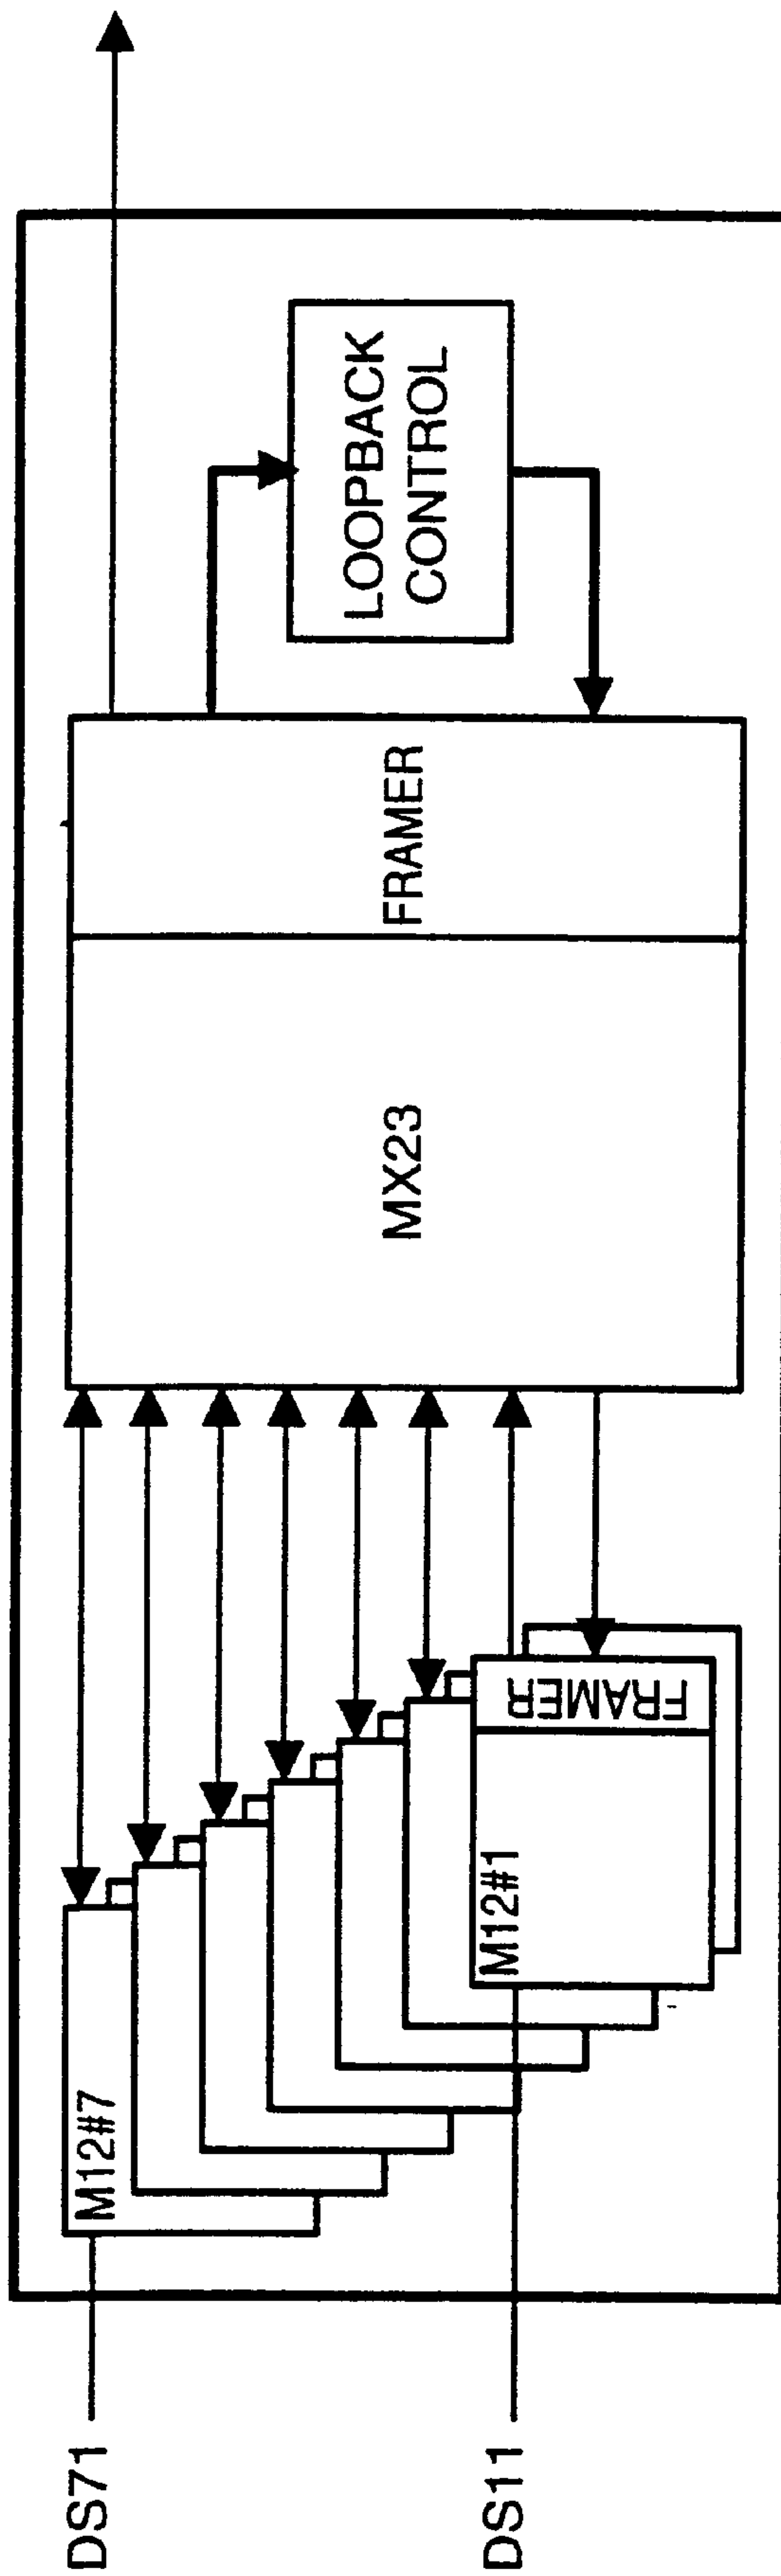 DS71
DS11
M12#7
M12#1
FRAMER
MX23
FRAMER
LOOPBACK
CONTROL